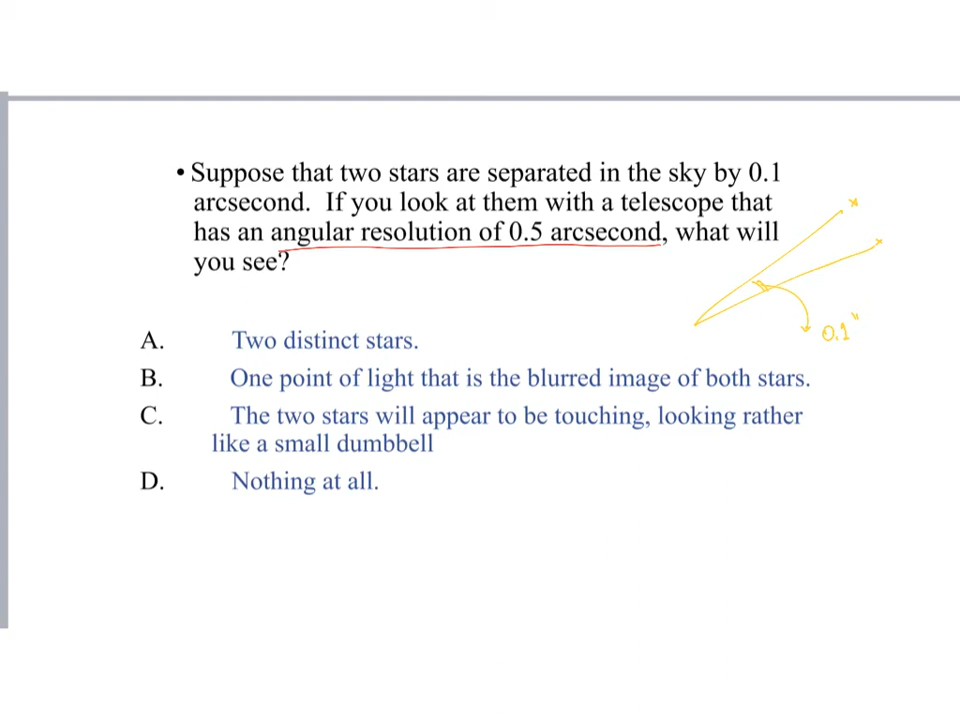 • Suppose that two stars are separated in the sky by 0.1
arcsecond. If you look at them with a telescope that
has an angular resolution of 0.5 arcsecond, what will
you see?
0.1"
A. Two distinct stars.
B. One point of light that is the blurred image of both stars.
C. The two stars will appear to be touching, looking rather
like a small dumbbell
D. Nothing at all.